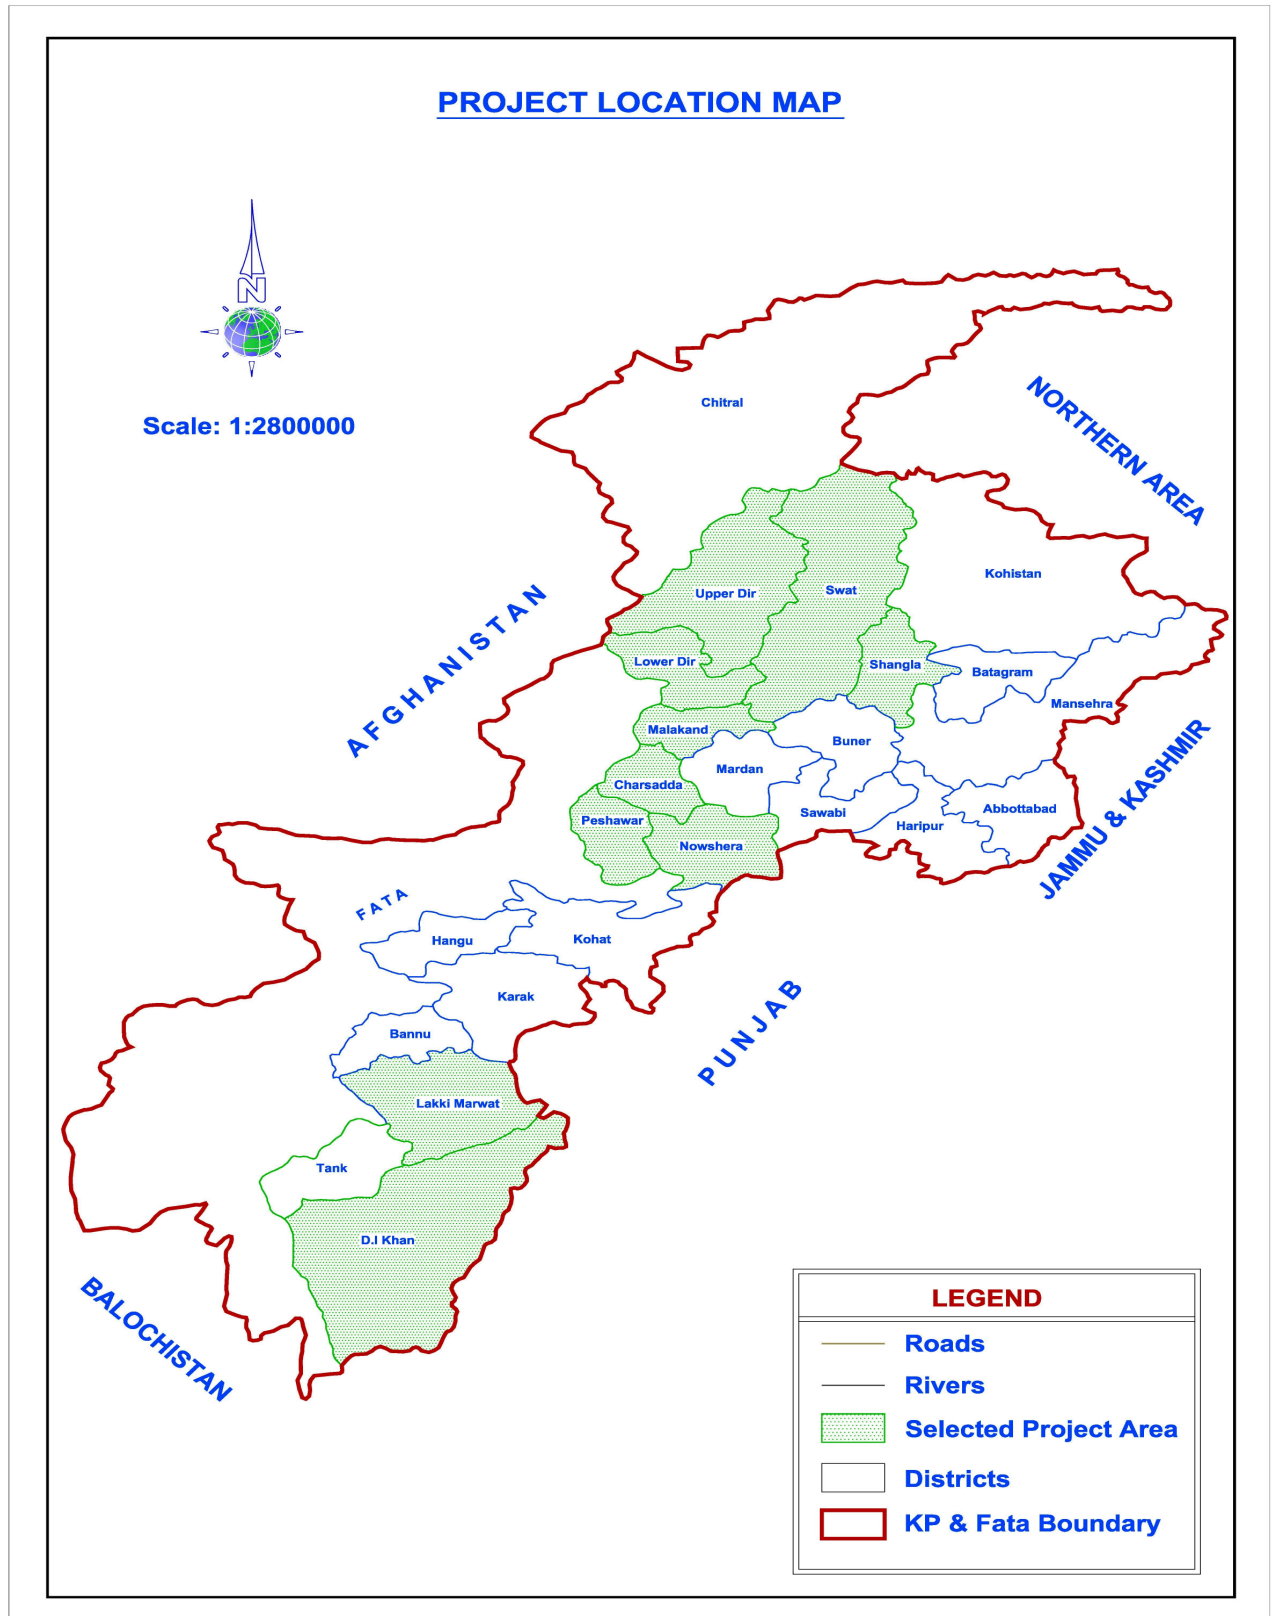 PROJECT LOCATION MAP
N
Scale: 1:2800000
Chitral
NORTHERN AREA
Kohistan
Upper Dir
Swat
AFGHANISTAN
Lower Dir
Shangla
Batagram
Mansehra
Malakand
Buner
Mardan
Charsadda
Abbottabad
Sawabi
Peshawar
Haripur
JAMMU & KASHMIR
Nowshera
FATA
Hangu
Kohat
Karak
PUNJAB
Bannu
Lakki Marwat
Tank
D.I Khan
BALOCHISTAN
LEGEND
Roads
Rivers
Selected Project Area
Districts
KP & Fata Boundary